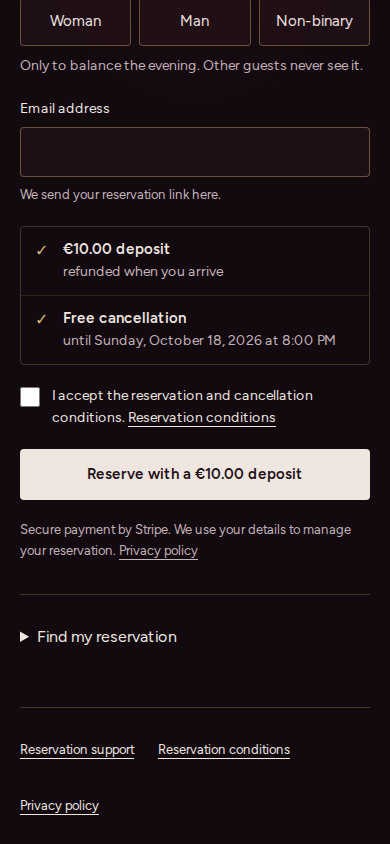 Woman
Man
Non-binary
Only to balance the evening. Other guests never see it.
Email address
We send your reservation link here.
✓ €10.00 deposit
refunded when you arrive
✓ Free cancellation
until Sunday, October 18, 2026 at 8:00 PM
I accept the reservation and cancellation
conditions. Reservation conditions
Reserve with a €10.00 deposit
Secure payment by Stripe. We use your details to manage
your reservation. Privacy policy
Find my reservation
Reservation support
Reservation conditions
Privacy policy